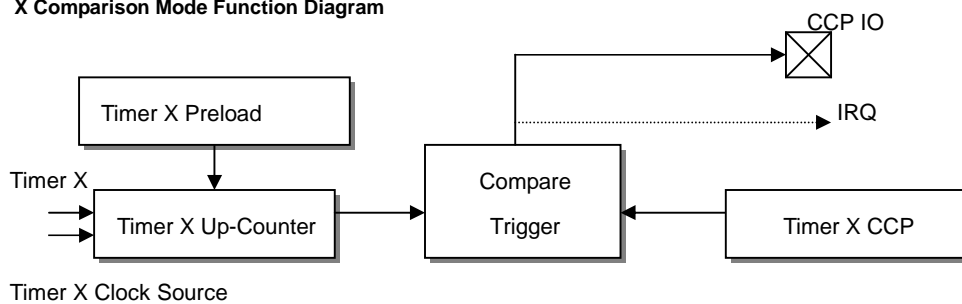 X Comparison Mode Function Diagram
CCP IO
Timer X Preload
IRQ
Timer X
Compare
Trigger
Timer X Up-Counter
Timer X CCP
Timer X Clock Source